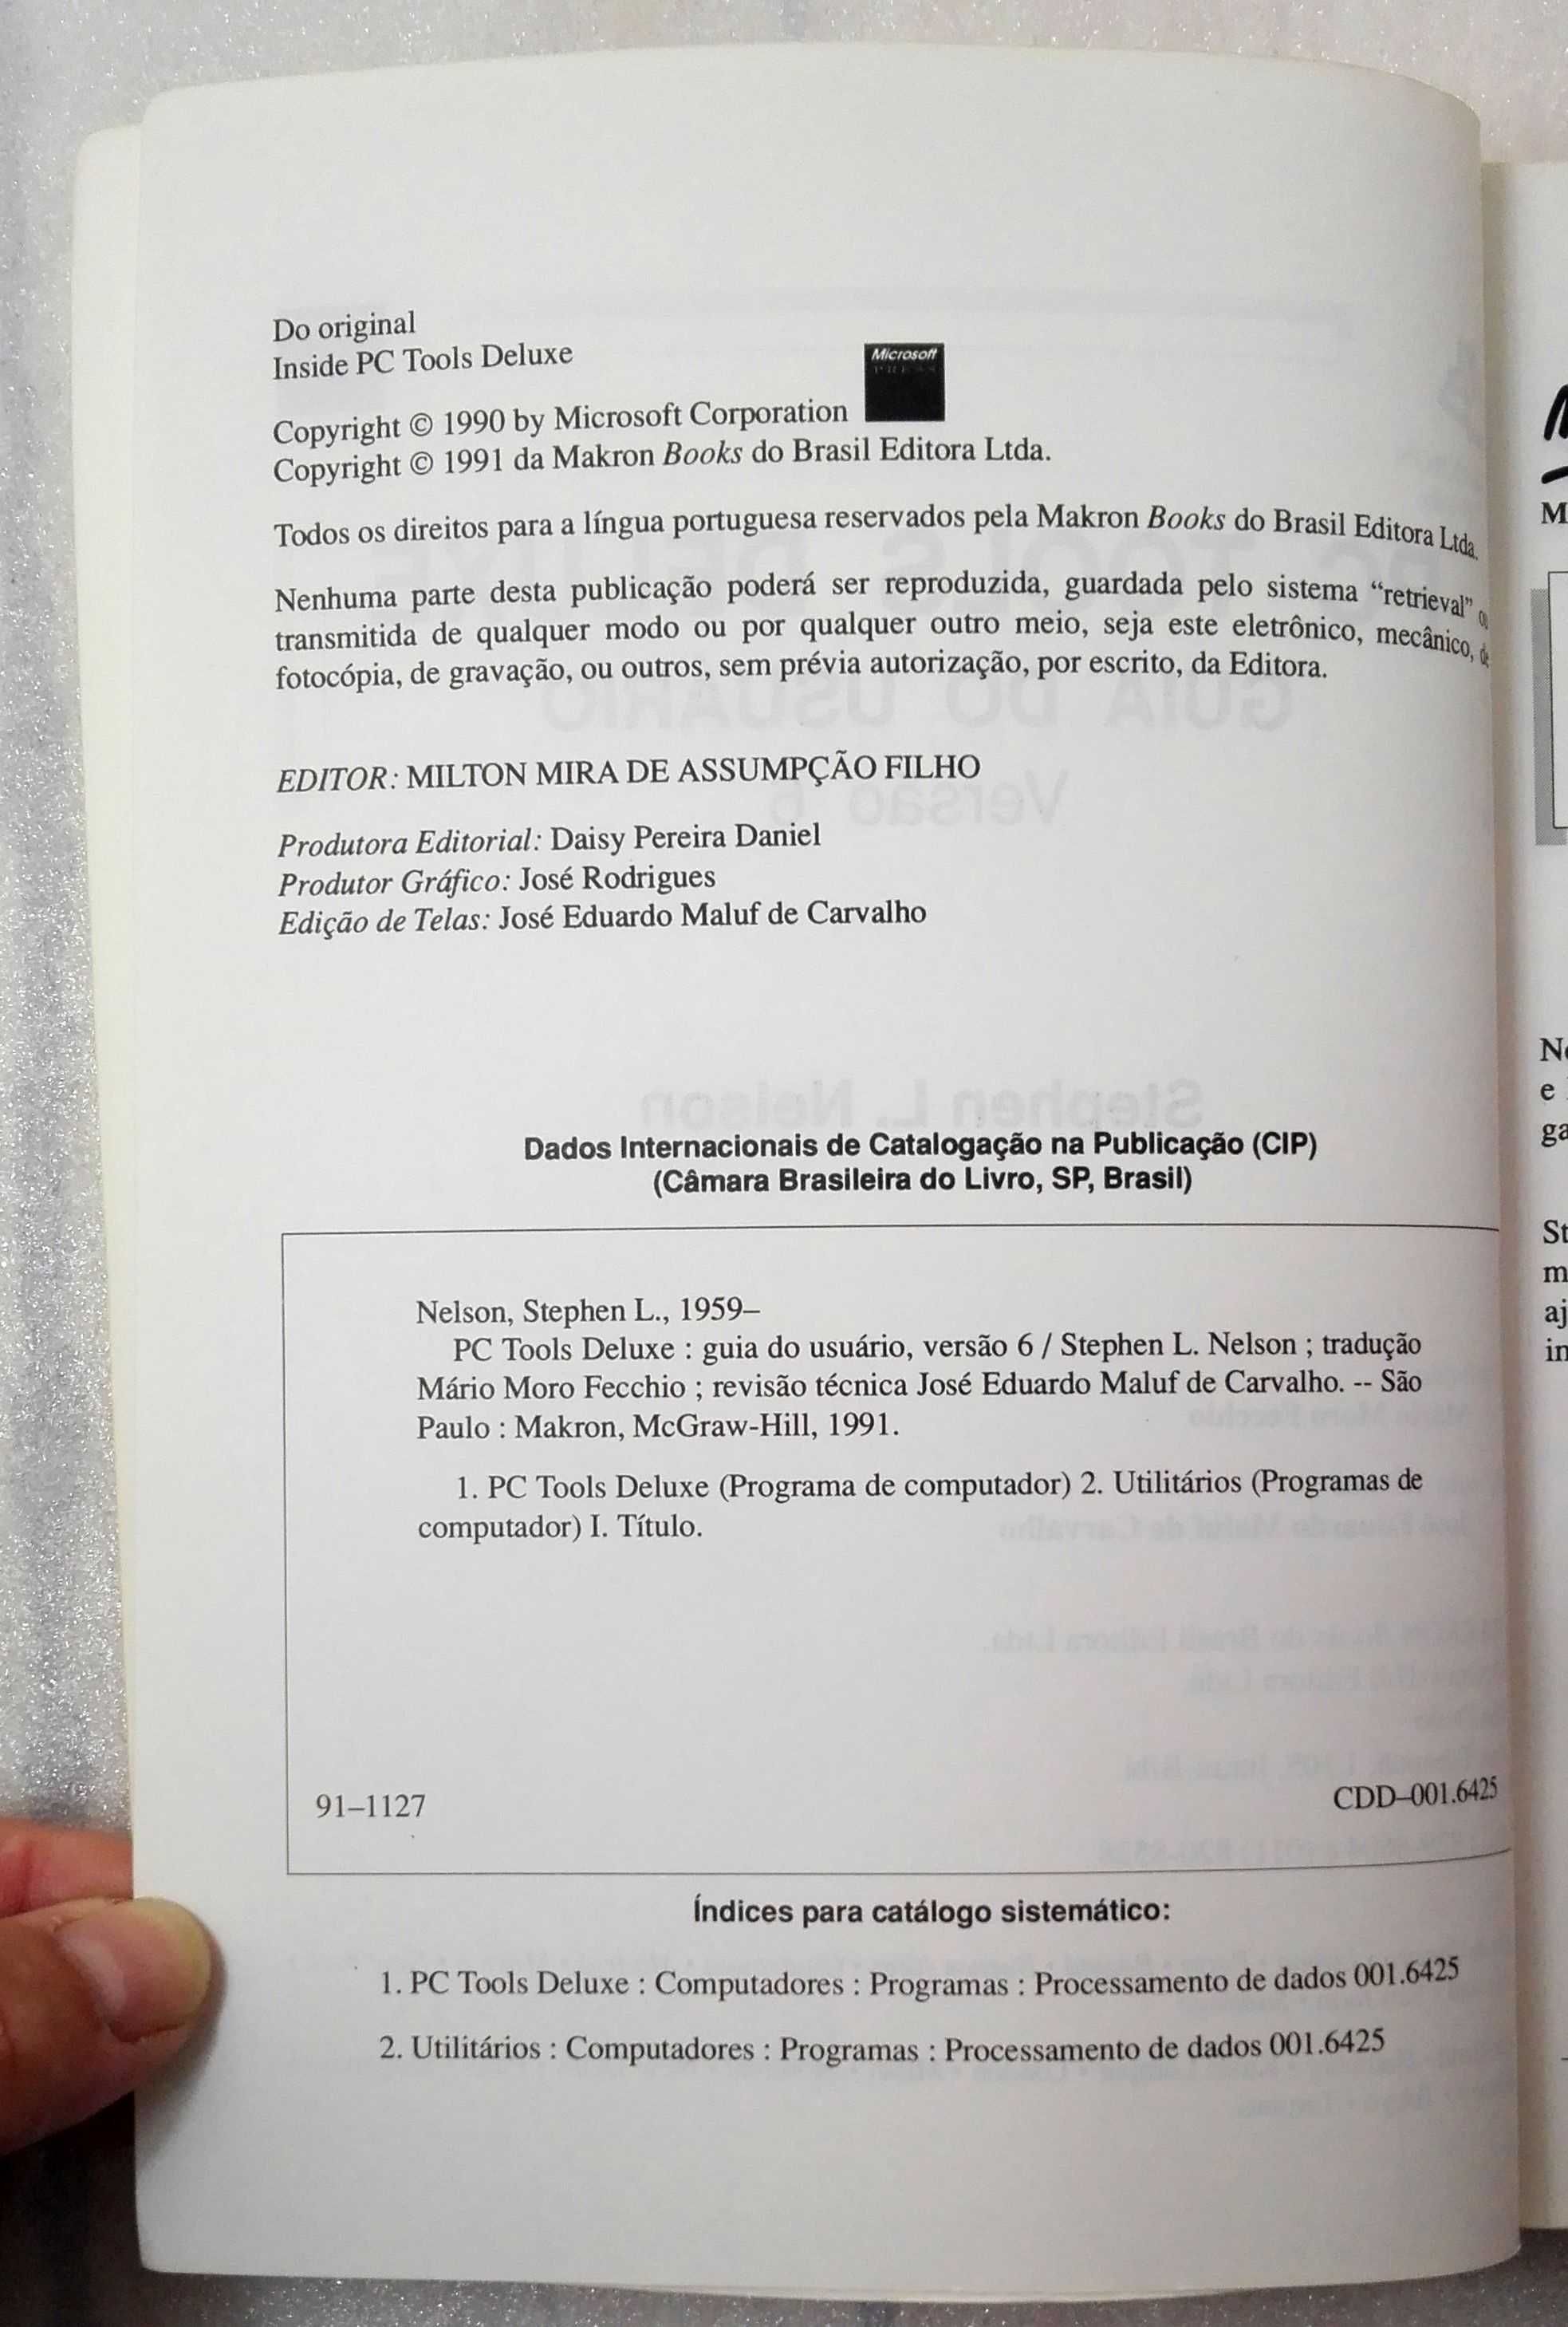 Do original
Inside PC Tools Deluxe
Microsoft
PRESS
Copyright © 1990 by Microsoft Corporation
Copyright © 1991 da Makron Books do Brasil Editora Ltda.
Todos os direitos para a língua portuguesa reservados pela Makron Books do Brasil Editora Ltda.
Nenhuma parte desta publicação poderá ser reproduzida, guardada pelo sistema “retrieval”
transmitida de qualquer modo ou por qualquer outro meio, seja este eletrônico, mecânico, de
fotocópia, de gravação, ou outros, sem prévia autorização, por escrito, da Editora.
EDITOR: MILTON MIRA DE ASSUMPÇÃO FILHO
Produtora Editorial: Daisy Pereira Daniel
Produtor Gráfico: José Rodrigues
Edição de Telas: José Eduardo Maluf de Carvalho
Dados Internacionais de Catalogação na Publicação (CIP)
(Câmara Brasileira do Livro, SP, Brasil)
Nelson, Stephen L., 1959–
PC Tools Deluxe : guia do usuário, versão 6 / Stephen L. Nelson ; tradução
Mário Moro Fecchio ; revisão técnica José Eduardo Maluf de Carvalho. -- São
Paulo : Makron, McGraw-Hill, 1991.
1. PC Tools Deluxe (Programa de computador) 2. Utilitários (Programas de
computador) I. Título.
91–1127
CDD–001.6425
Índices para catálogo sistemático:
1. PC Tools Deluxe : Computadores : Programas : Processamento de dados 001.6425
2. Utilitários : Computadores : Programas : Processamento de dados 001.6425